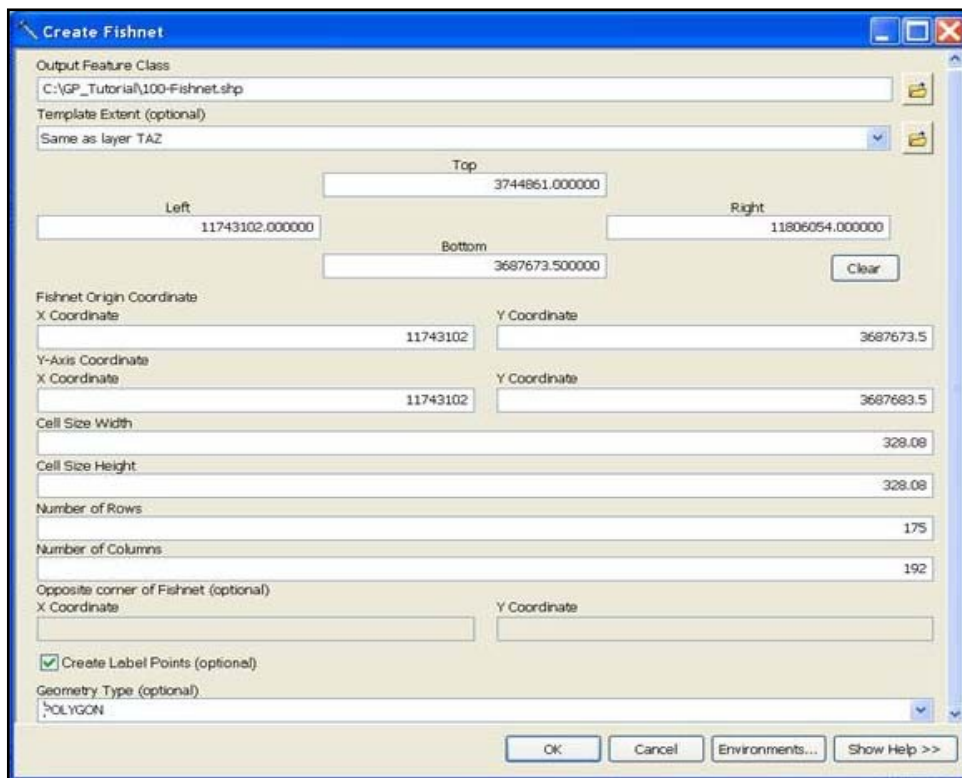 Create Fishnet
Output Feature Class
C:\GP_Tutorial\100-Fishnet.shp
Template Extent (optional)
Same as layer TAZ
Top
3744861.000000
Left
Right
11743102.000000
11806054.000000
Bottom
3687673.500000
Clear
Fishnet Origin Coordinate
X Coordinate
Y Coordinate
11743102
3687673.5
Y-Axis Coordinate
X Coordinate
Y Coordinate
11743102
3687683.5
Cell Size Width
328.08
Cell Size Height
328.08
Number of Rows
175
Number of Columns
192
Opposite corner of Fishnet (optional)
X Coordinate
Y Coordinate
Create Label Points (optional)
Geometry Type (optional)
POLYGON
OK
Cancel
Environments...
Show Help >>